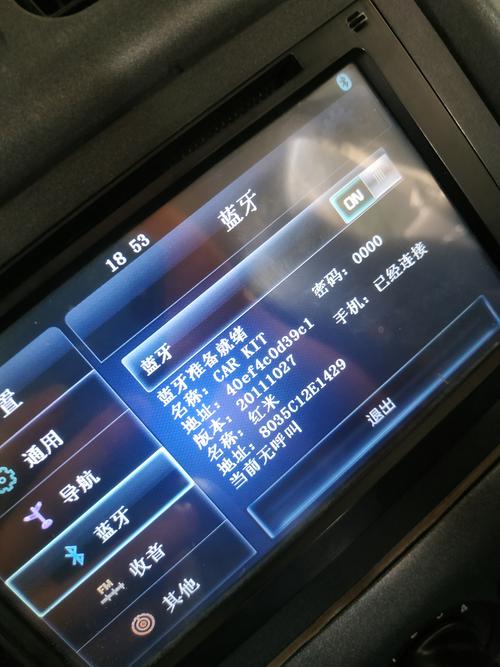 18 53
蓝牙
蓝牙
ON
蓝牙准备就绪
名称：CAR KIT
密码：0000
地址：40ef4c0d39c1
手机：已经连接
版本：20111027
名称：红米
地址：8035C12E1429
当前无呼叫
退出
置
通用
导航
蓝牙
FM
收音
其他